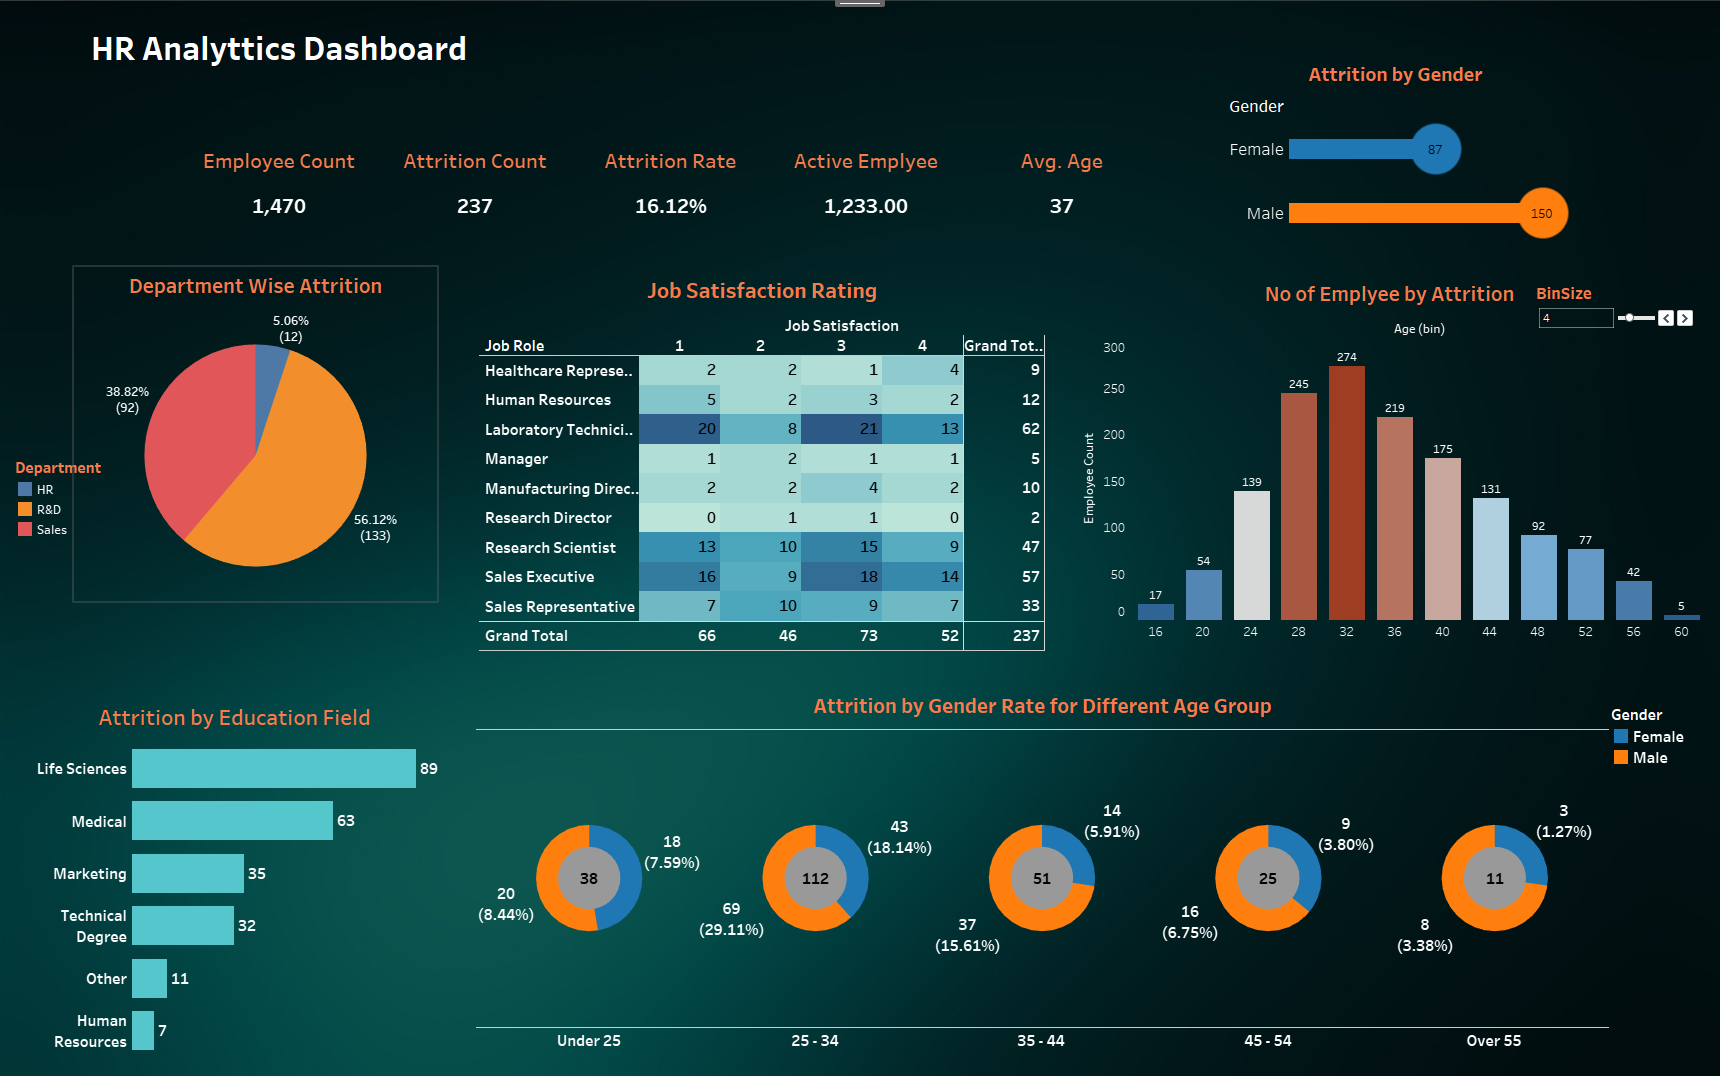 HR Analyttics Dashboard
Employee Count
1,470
Attrition Count
237
Attrition Rate
16.12%
Active Emplyee
1,233.00
Avg. Age
37
Attrition by Gender
Gender
Female
87
Male
150
Department Wise Attrition
5.06%
(12)
38.82%
(92)
56.12%
(133)
Department
HR
R&D
Sales
Job Satisfaction Rating
Job Satisfaction
Job Role 1 2 3 4 Grand Tot..
Healthcare Represe.. 2 2 1 4 9
Human Resources 5 2 3 2 12
Laboratory Technici.. 20 8 21 13 62
Manager 1 2 1 1 5
Manufacturing Direc.. 2 2 4 2 10
Research Director 0 1 1 0 2
Research Scientist 13 10 15 9 47
Sales Executive 16 9 18 14 57
Sales Representative 7 10 9 7 33
Grand Total 66 46 73 52 237
No of Emplyee by Attrition
BinSize
4
Age (bin)
Employee Count
300
250
200
150
100
50
0
17 54 139 245 274 219 175 131 92 77 42 5
16 20 24 28 32 36 40 44 48 52 56 60
Attrition by Education Field
Life Sciences 89
Medical 63
Marketing 35
Technical
Degree 32
Other 11
Human
Resources 7
Attrition by Gender Rate for Different Age Group
Gender
Female
Male
18
(7.59%)
38
20
(8.44%)
43
(18.14%)
112
69
(29.11%)
14
(5.91%)
51
37
(15.61%)
9
(3.80%)
25
16
(6.75%)
3
(1.27%)
11
8
(3.38%)
Under 25 25 - 34 35 - 44 45 - 54 Over 55